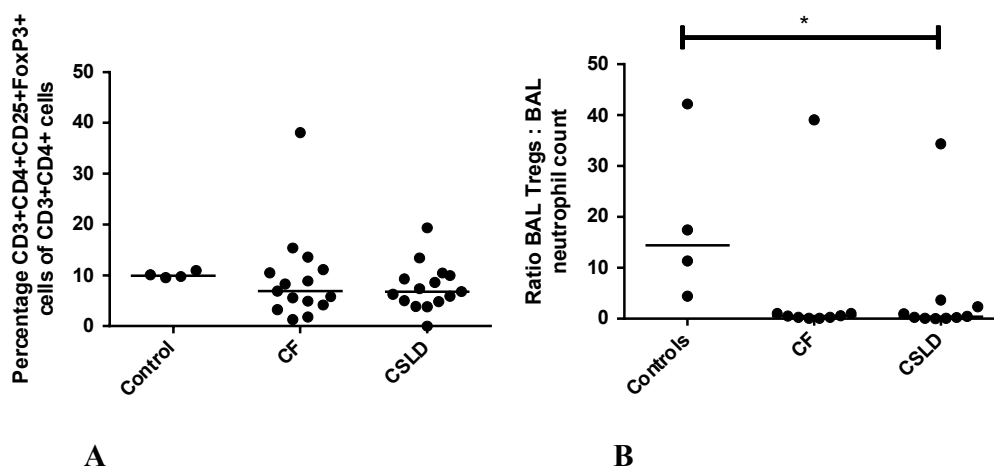 Percentage CD3+CD4+CD25+FoxP3+
cells of CD3+CD4+ cells
50
40
30
20
10
0
Control
CF
CSLD
A
*
Ratio BAL Tregs : BAL
neutrophil count
50
40
30
20
10
0
Controls
CF
CSLD
B